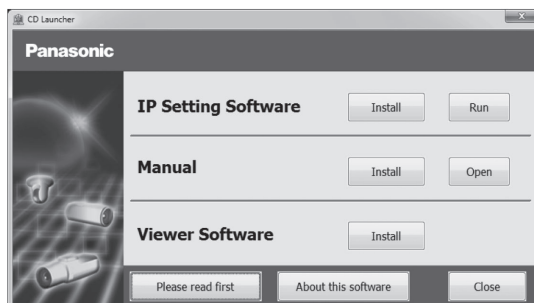 CD Launcher
Panasonic
IP Setting Software Install Run
Manual Install Open
Viewer Software Install
Please read first About this software Close